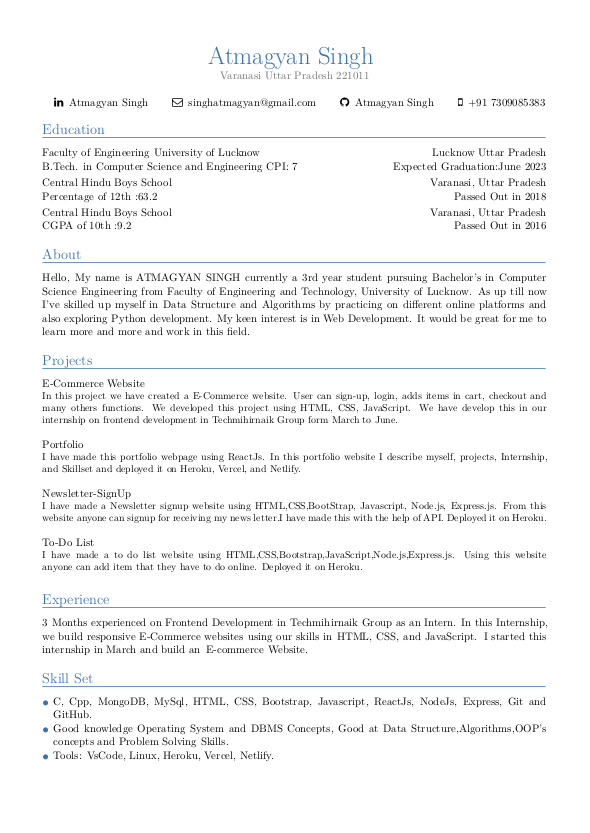 Atmagyan Singh
Varanasi Uttar Pradesh 221011
Atmagyan Singh singhatmagyan@gmail.com Atmagyan Singh +91 7309085383
Education
Faculty of Engineering University of Lucknow Lucknow Uttar Pradesh
B.Tech. in Computer Science and Engineering CPI: 7 Expected Graduation:June 2023
Central Hindu Boys School Varanasi, Uttar Pradesh
Percentage of 12th :63.2 Passed Out in 2018
Central Hindu Boys School Varanasi, Uttar Pradesh
CGPA of 10th :9.2 Passed Out in 2016
About
Hello, My name is ATMAGYAN SINGH currently a 3rd year student pursuing Bachelor's in Computer
Science Engineering from Faculty of Engineering and Technology, University of Lucknow. As up till now
I've skilled up myself in Data Structure and Algorithms by practicing on different online platforms and
also exploring Python development. My keen interest is in Web Development. It would be great for me to
learn more and more and work in this field.
Projects
E-Commerce Website
In this project we have created a E-Commerce website. User can sign-up, login, adds items in cart, checkout and
many others functions. We developed this project using HTML, CSS, JavaScript. We have develop this in our
internship on frontend development in Techmihirnaik Group form March to June.
Portfolio
I have made this portfolio webpage using ReactJs. In this portfolio website I describe myself, projects, Internship,
and Skillset and deployed it on Heroku, Vercel, and Netlify.
Newsletter-SignUp
I have made a Newsletter signup website using HTML,CSS,BootStrap, Javascript, Node.js, Express.js. From this
website anyone can signup for receiving my news letter.I have made this with the help of API. Deployed it on Heroku.
To-Do List
I have made a to do list website using HTML,CSS,Bootstrap,JavaScript,Node.js,Express.js. Using this website
anyone can add item that they have to do online. Deployed it on Heroku.
Experience
3 Months experienced on Frontend Development in Techmihirnaik Group as an Intern. In this Internship,
we build responsive E-Commerce websites using our skills in HTML, CSS, and JavaScript. I started this
internship in March and build an E-commerce Website.
Skill Set
C, Cpp, MongoDB, MySql, HTML, CSS, Bootstrap, Javascript, ReactJs, NodeJs, Express, Git and
GitHub.
Good knowledge Operating System and DBMS Concepts, Good at Data Structure,Algorithms,OOP's
concepts and Problem Solving Skills.
Tools: VsCode, Linux, Heroku, Vercel, Netlify.